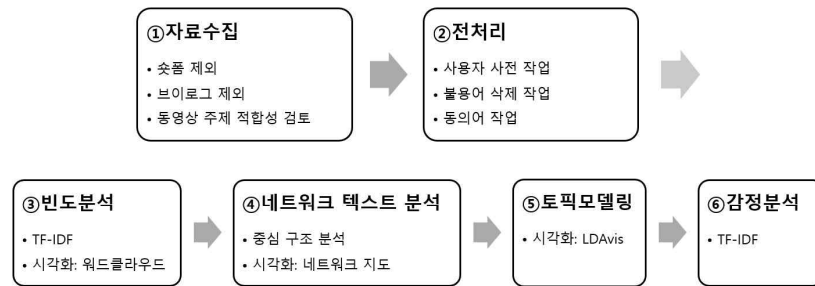 ①자료수집
• 숏폼 제외
• 브이로그 제외
• 동영상 주제 적합성 검토
②전처리
• 사용자 사전 작업
• 불용어 삭제 작업
• 동의어 작업
③빈도분석
• TF-IDF
• 시각화: 워드클라우드
④네트워크 텍스트 분석
• 중심 구조 분석
• 시각화: 네트워크 지도
⑤토픽모델링
• 시각화: LDAvis
⑥감정분석
• TF-IDF